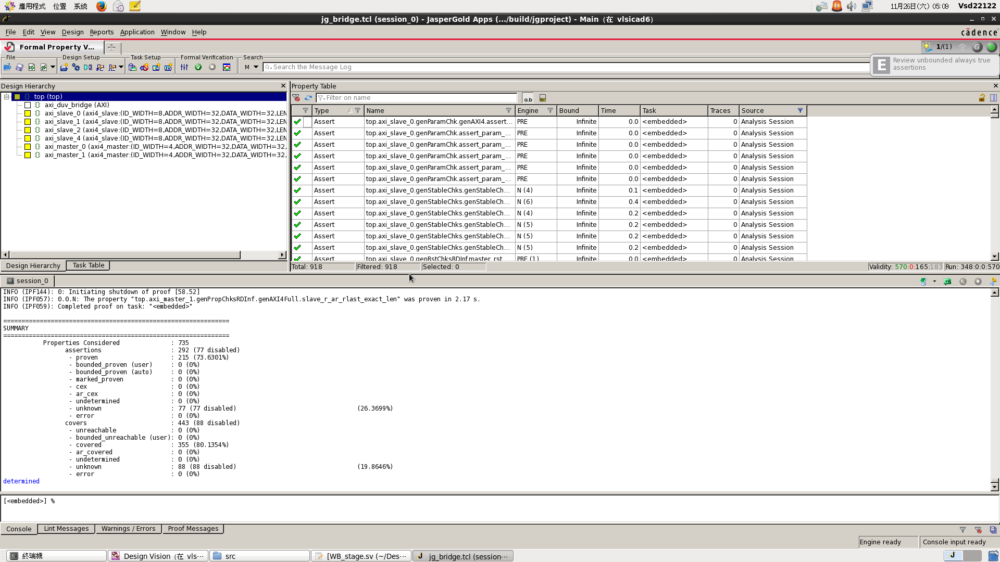 應用程式 位置 系統 11月26日(六) 05:09 Vsd22122
jg_bridge.tcl (session_0) - JasperGold Apps (.../build/jgproject) - Main (在 vlsicad6)
File Edit View Design Reports Application Window Help cādence
Formal Property V... 1/(1)
File Design Setup Task Setup Formal Verification Search
M Search the Message Log
E Review unbounded always true
assertions
Design Hierarchy
top (top)
axi_duv_bridge (AXI)
axi_slave_0 (axi4_slave:(ID_WIDTH=8,ADDR_WIDTH=32,DATA_WIDTH=32,LEN
axi_slave_1 (axi4_slave:(ID_WIDTH=8,ADDR_WIDTH=32,DATA_WIDTH=32,LEN
axi_slave_2 (axi4_slave:(ID_WIDTH=8,ADDR_WIDTH=32,DATA_WIDTH=32,LEN
axi_slave_4 (axi4_slave:(ID_WIDTH=8,ADDR_WIDTH=32,DATA_WIDTH=32,LEN
axi_master_0 (axi4_master:(ID_WIDTH=4,ADDR_WIDTH=32,DATA_WIDTH=32,
axi_master_1 (axi4_master:(ID_WIDTH=4,ADDR_WIDTH=32,DATA_WIDTH=32,
Design Hierarchy Task Table
Property Table
Filter on name a.b
Type Name Engine Bound Time Task Traces Source
Assert top.axi_slave_0.genParamChk.genAXI4.assert... PRE Infinite 0.0 <embedded> 0 Analysis Session
Assert top.axi_slave_0.genParamChk.assert_param_... PRE Infinite 0.0 <embedded> 0 Analysis Session
Assert top.axi_slave_0.genParamChk.assert_param_... PRE Infinite 0.0 <embedded> 0 Analysis Session
Assert top.axi_slave_0.genParamChk.assert_param_... PRE Infinite 0.0 <embedded> 0 Analysis Session
Assert top.axi_slave_0.genParamChk.assert_param_... PRE Infinite 0.0 <embedded> 0 Analysis Session
Assert top.axi_slave_0.genParamChk.assert_param_... PRE Infinite 0.0 <embedded> 0 Analysis Session
Assert top.axi_slave_0.genStableChks.genStableCh... N (4) Infinite 0.1 <embedded> 0 Analysis Session
Assert top.axi_slave_0.genStableChks.genStableCh... N (6) Infinite 0.4 <embedded> 0 Analysis Session
Assert top.axi_slave_0.genStableChks.genStableCh... N (4) Infinite 0.2 <embedded> 0 Analysis Session
Assert top.axi_slave_0.genStableChks.genStableCh... N (5) Infinite 0.2 <embedded> 0 Analysis Session
Assert top.axi_slave_0.genStableChks.genStableCh... N (5) Infinite 0.2 <embedded> 0 Analysis Session
Assert top.axi_slave_0.genStableChks.genStableCh... N (5) Infinite 0.2 <embedded> 0 Analysis Session
Assert top.axi_slave_0.genRstChksRDInf.master_rst_ PRE (1) Infinite 0.0 <embedded> 0 Analysis Session
Total: 918 Filtered: 918 Selected: 0 Validity: 570:0:165:183 Run: 348:0:0:570
session_0
INFO (IPF144): 0: Initiating shutdown of proof [58.52]
INFO (IPF057): 0.0.N: The property "top.axi_master_1.genPropChksRDInf.genAXI4Full.slave_r_ar_rlast_exact_len" was proven in 2.17 s.
INFO (IPF059): Completed proof on task: "<embedded>"
==============================================================
SUMMARY
==============================================================
Properties Considered : 735
assertions : 292 (77 disabled)
- proven : 215 (73.6301%)
- bounded_proven (user) : 0 (0%)
- bounded_proven (auto) : 0 (0%)
- marked_proven : 0 (0%)
- cex : 0 (0%)
- ar_cex : 0 (0%)
- undetermined : 0 (0%)
- unknown : 77 (77 disabled) (26.3699%)
- error : 0 (0%)
covers : 443 (88 disabled)
- unreachable : 0 (0%)
- bounded_unreachable (user): 0 (0%)
- covered : 355 (80.1354%)
- ar_covered : 0 (0%)
- undetermined : 0 (0%)
- unknown : 88 (88 disabled) (19.8646%)
- error : 0 (0%)
determined
[<embedded>] %
Console Lint Messages Warnings / Errors Proof Messages
Engine ready Console input ready
終端機 Design Vision (在 vls··· src [WB_stage.sv (~/Des··· jg_bridge.tcl (session···